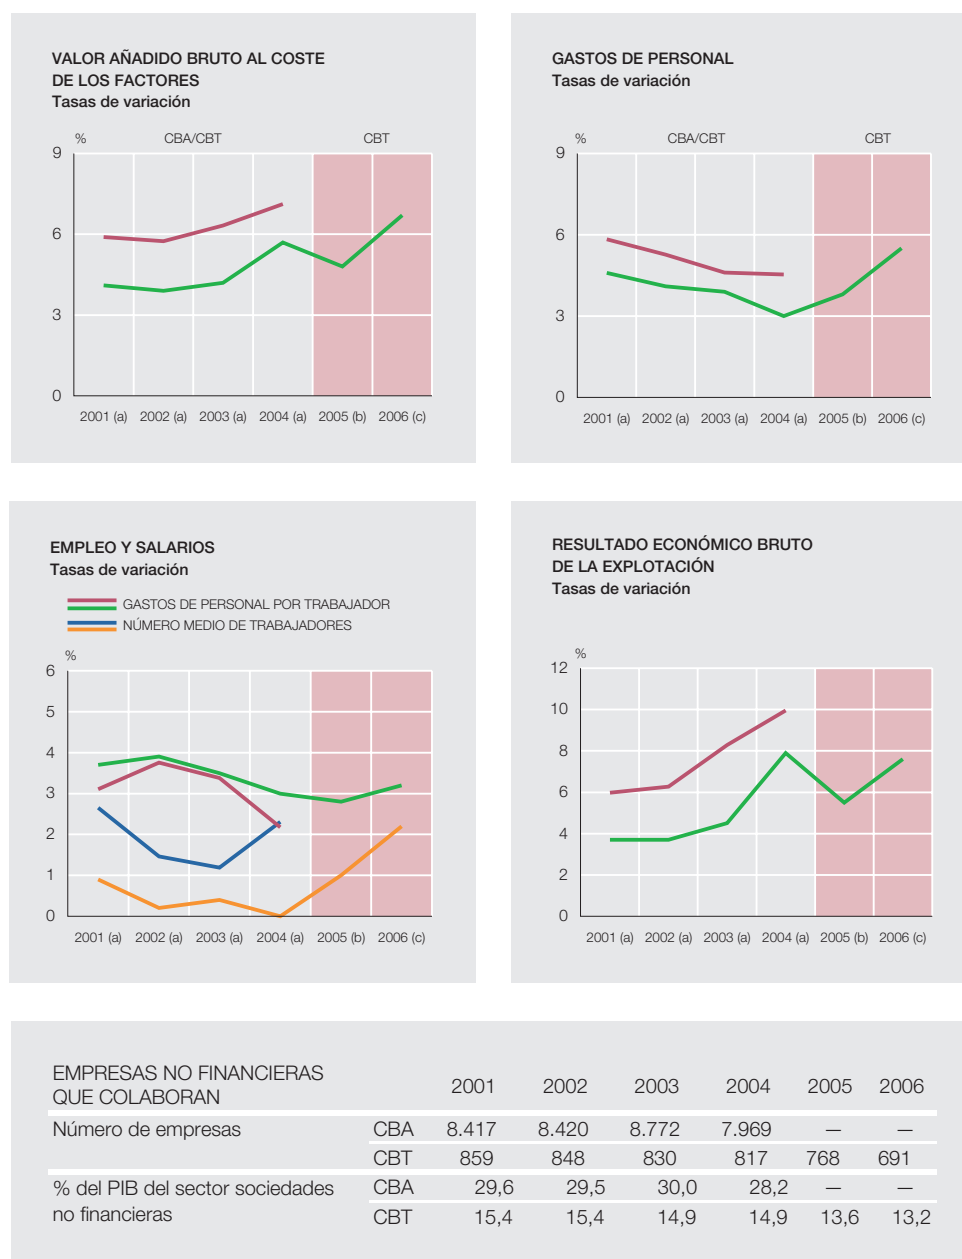 VALOR AÑADIDO BRUTO AL COSTE
DE LOS FACTORES
Tasas de variación
% CBA/CBT CBT
9
6
3
0
2001 (a) 2002 (a) 2003 (a) 2004 (a) 2005 (b) 2006 (c)
GASTOS DE PERSONAL
Tasas de variación
% CBA/CBT CBT
9
6
3
0
2001 (a) 2002 (a) 2003 (a) 2004 (a) 2005 (b) 2006 (c)
EMPLEO Y SALARIOS
Tasas de variación
GASTOS DE PERSONAL POR TRABAJADOR
NÚMERO MEDIO DE TRABAJADORES
%
6
5
4
3
2
1
0
2001 (a) 2002 (a) 2003 (a) 2004 (a) 2005 (b) 2006 (c)
RESULTADO ECONÓMICO BRUTO
DE LA EXPLOTACIÓN
Tasas de variación
%
12
10
8
6
4
2
0
2001 (a) 2002 (a) 2003 (a) 2004 (a) 2005 (b) 2006 (c)
EMPRESAS NO FINANCIERAS
QUE COLABORAN
2001 2002 2003 2004 2005 2006
Número de empresas CBA 8.417 8.420 8.772 7.969 — —
CBT 859 848 830 817 768 691
% del PIB del sector sociedades CBA 29,6 29,5 30,0 28,2 — —
no financieras CBT 15,4 15,4 14,9 14,9 13,6 13,2